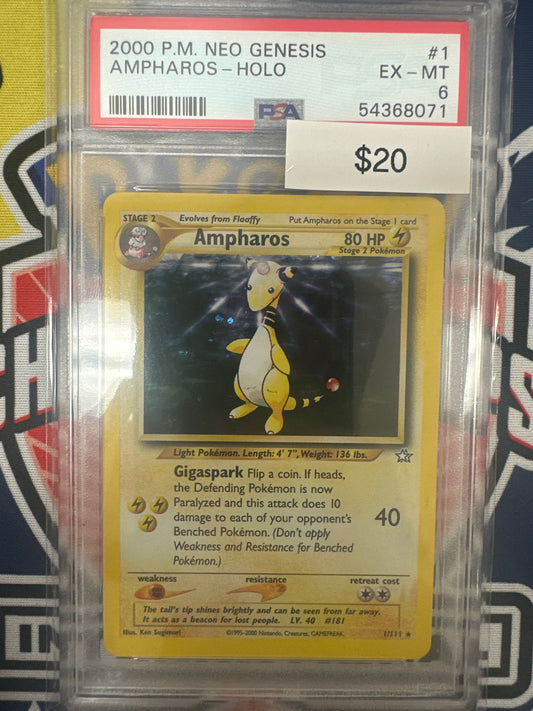 2000 P.M. NEO GENESIS #1
AMPHAROS – HOLO EX – MT
6
PSA 54368071
$20
STAGE 2 Evolves from Flaaffy Put Ampharos on the Stage 1 card
Ampharos 80 HP
Stage 2 Pokémon
Light Pokémon. Length: 4' 7", Weight: 136 lbs.
Gigaspark Flip a coin. If heads,
the Defending Pokémon is now
Paralyzed and this attack does 10
damage to each of your opponent's 40
Benched Pokémon. (Don't apply
Weakness and Resistance for Benched
Pokémon.)
weakness resistance retreat cost
The tail's tip shines brightly and can be seen from far away.
It acts as a beacon for lost people. LV. 40 #181
Illus. Ken Sugimori ©1995-2000 Nintendo, Creatures, GAMEFREAK. 1/111 ★